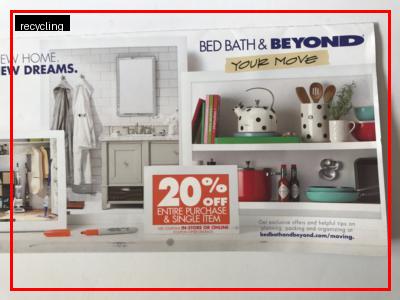 recycling
EW HOME,
EW DREAMS.
BED BATH & BEYOND
YOUR MOVE
20% OFF
ENTIRE PURCHASE
& SINGLE ITEM
IN-STORE OR ONLINE
Get exclusive offers and helpful tips on
planning, packing and organizing at
bedbathandbeyond.com/moving.